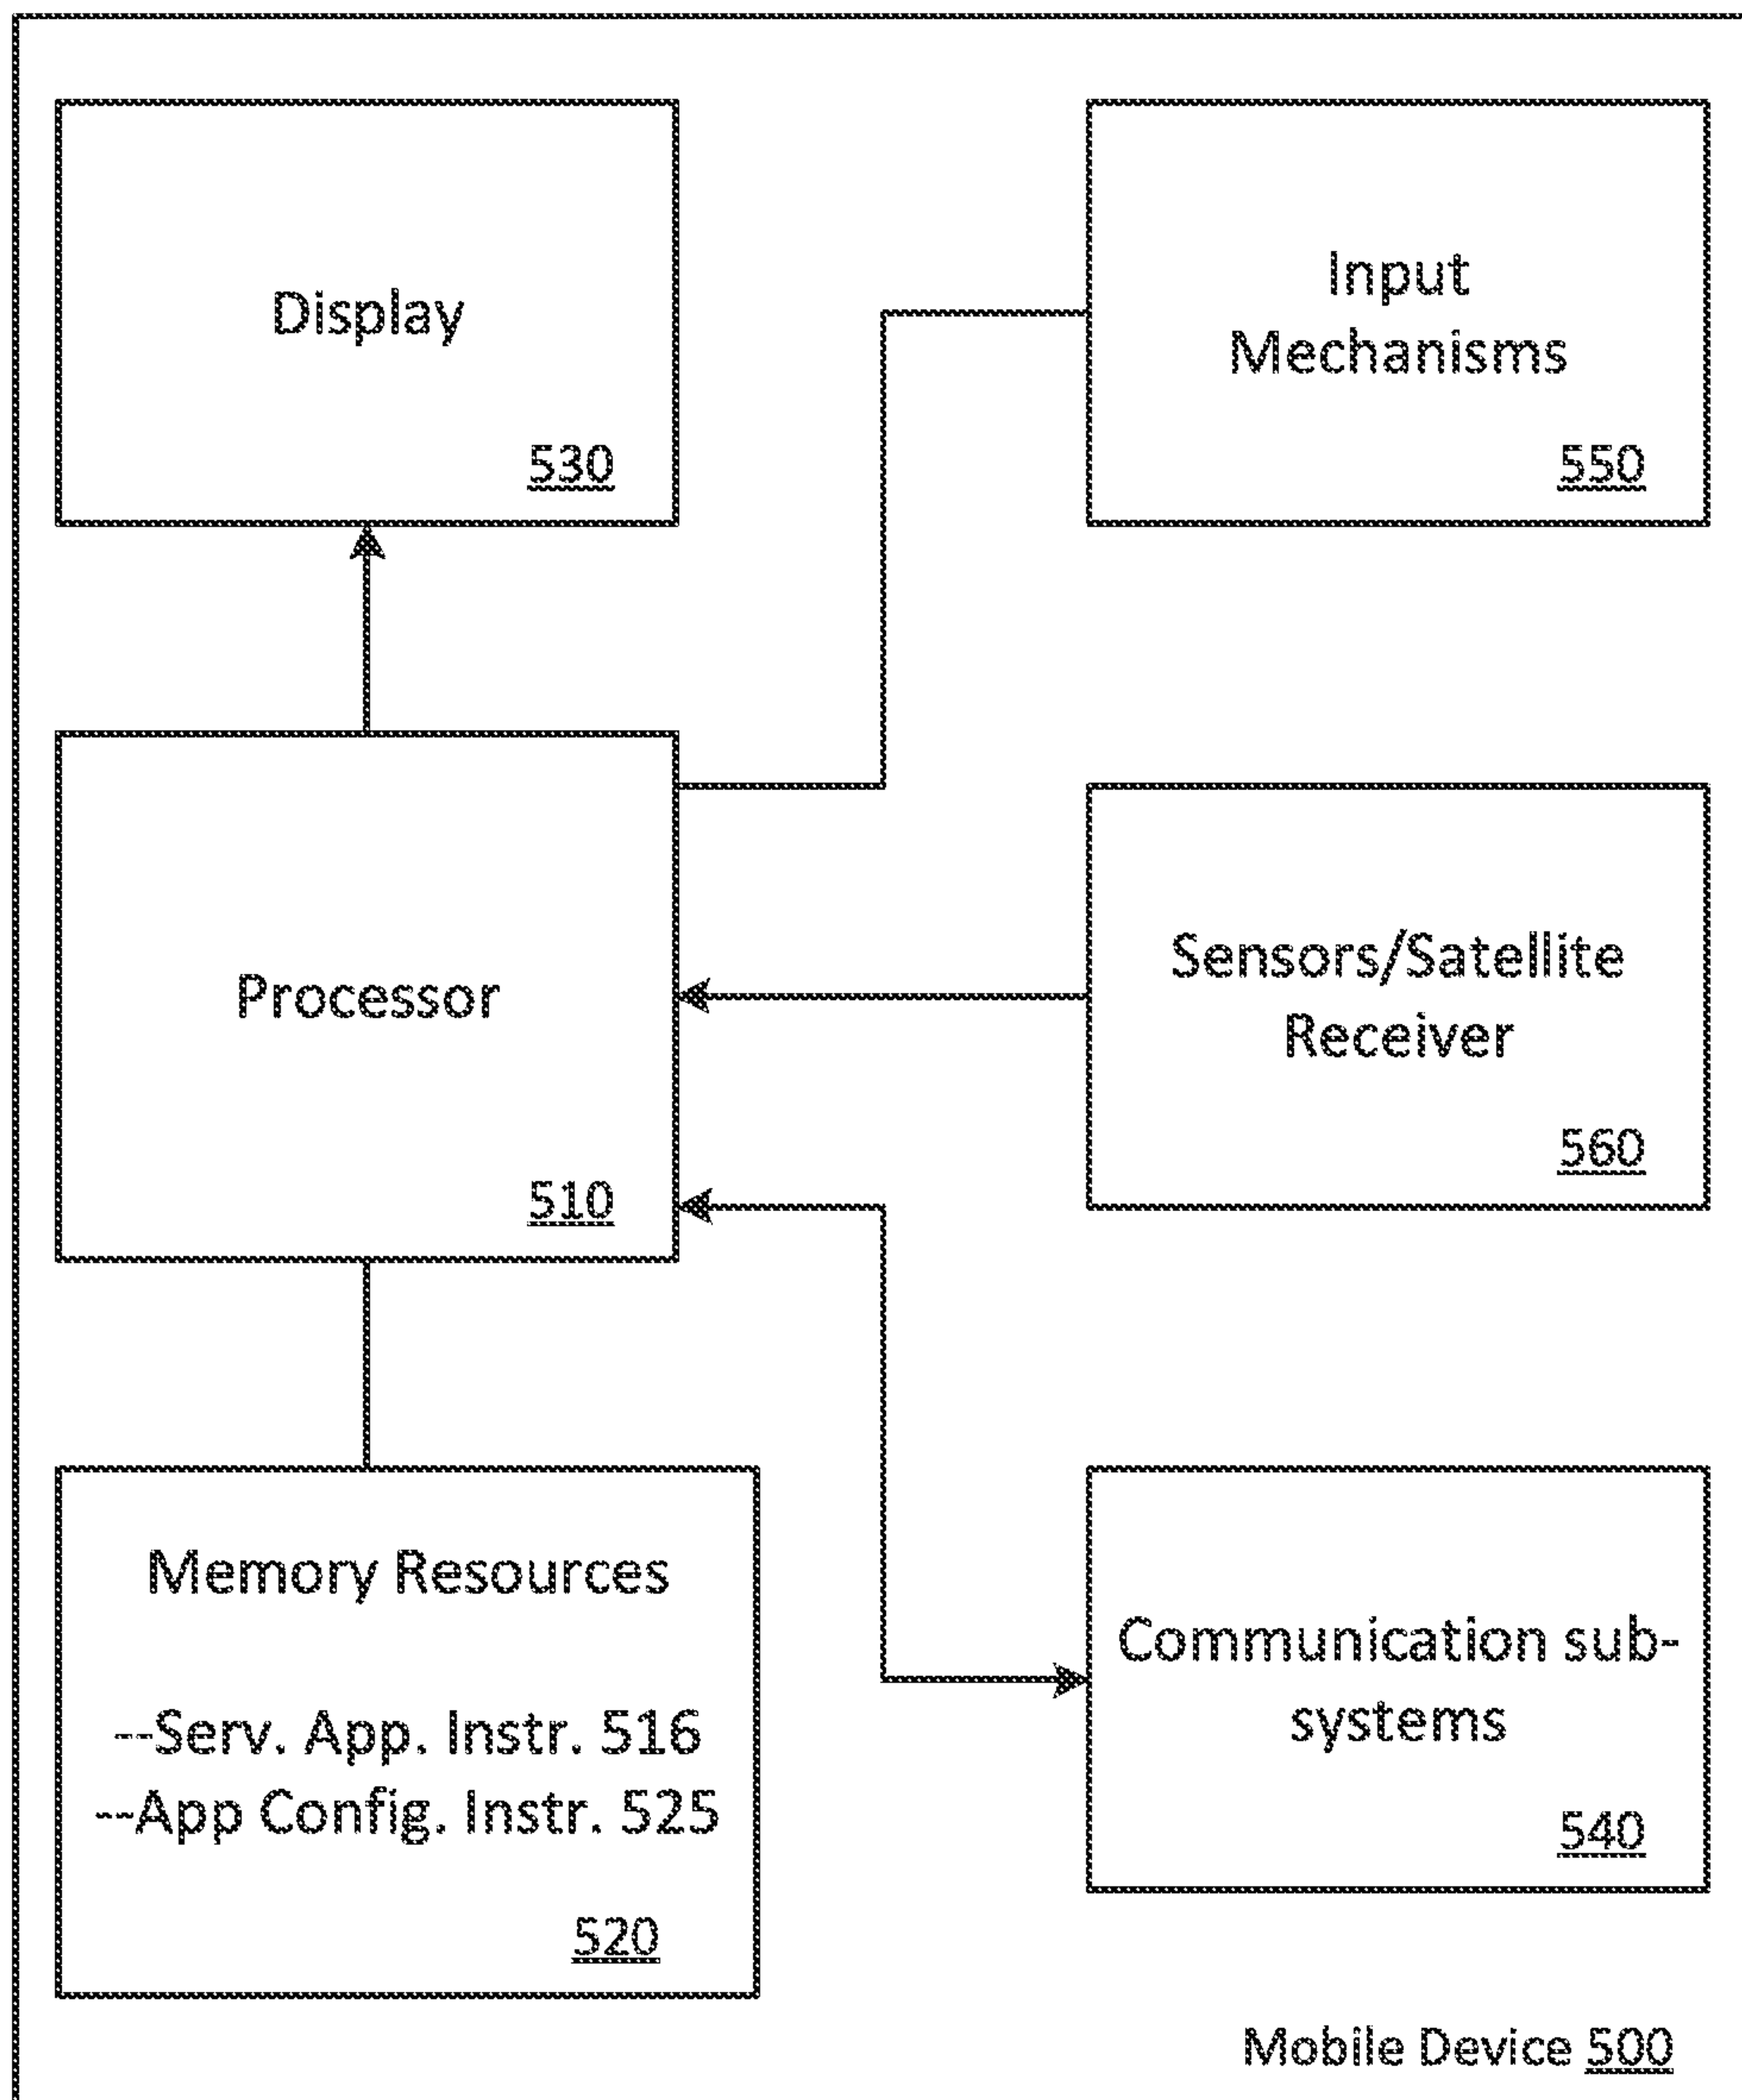 Display
530
Input
Mechanisms
550
Processor
510
Sensors/Satellite
Receiver
560
Memory Resources
--Serv. App. Instr. 516
--App Config. Instr. 525
520
Communication sub-
systems
540
Mobile Device 500